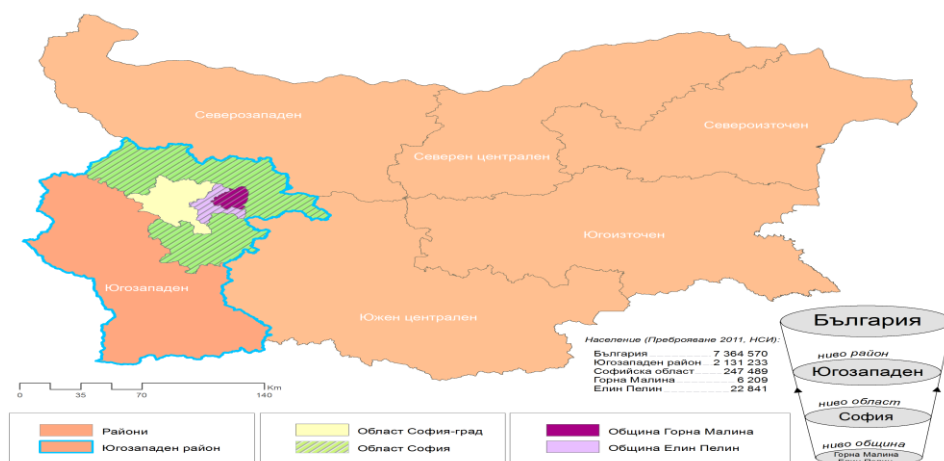 Северозападен
Североизточен
Северен централен
Югоизточен
Югозападен
Южен централен
Население (Преброяване 2011, НСИ):
България 7 364 570
Югозападен район 2 131 233
Софийска област 247 489
Горна Малина 6 209
Елин Пелин 22 841
България
ниво район
Югозападен
ниво област
София
ниво община
Горна Малина
Елин Пелин
Km
0 35 70 140
Райони
Югозападен район
Област София-град
Област София
Община Горна Малина
Община Елин Пелин